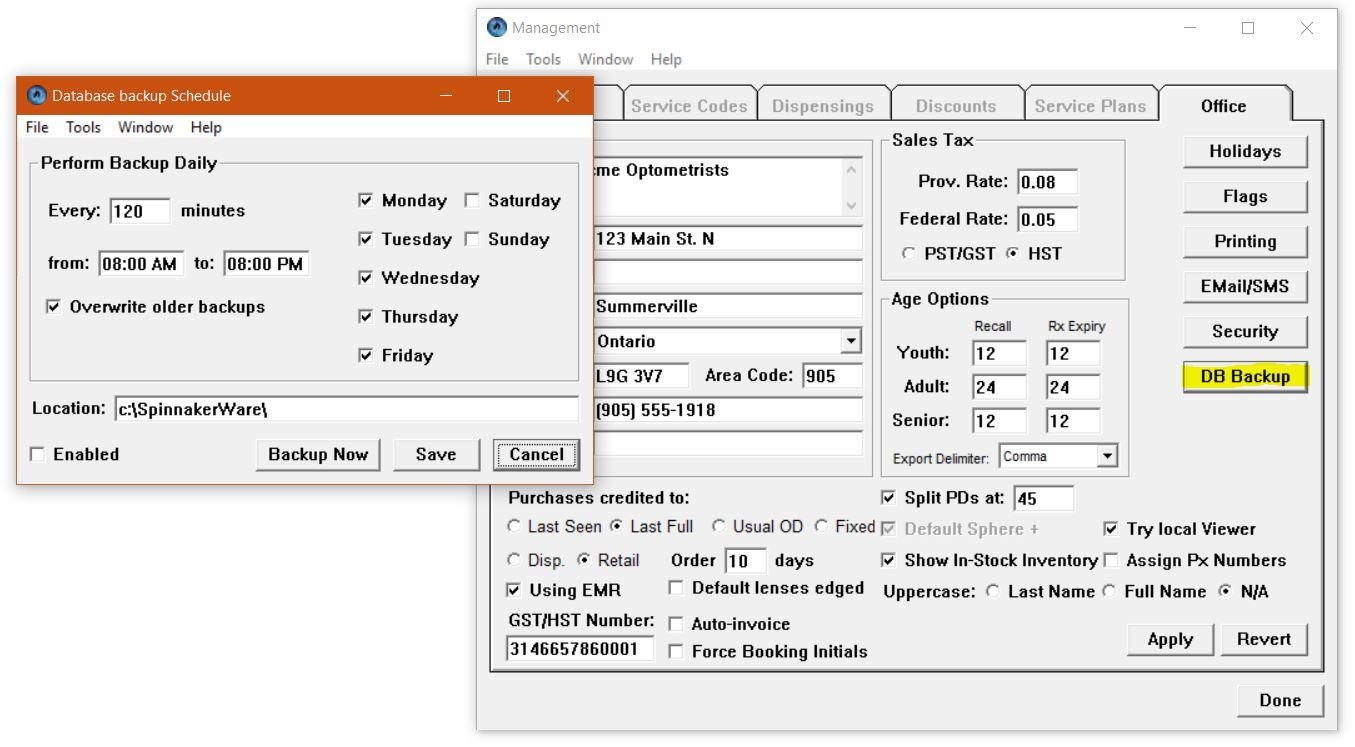 Management
File Tools Window Help
Database backup Schedule
File Tools Window Help
Perform Backup Daily
Every: 120 minutes
from: 08:00 AM to: 08:00 PM
Overwrite older backups
Monday Saturday
Tuesday Sunday
Wednesday
Thursday
Friday
Location: c:\SpinnakerWare\
Enabled Backup Now Save Cancel
Service Codes Dispensings Discounts Service Plans Office
cme Optometrists
123 Main St. N
Summerville
Ontario
L9G 3V7 Area Code: 905
(905) 555-1918
Sales Tax
Prov. Rate: 0.08
Federal Rate: 0.05
PST/GST HST
Age Options
Recall Rx Expiry
Youth: 12 12
Adult: 24 24
Senior: 12 12
Export Delimiter: Comma
Holidays
Flags
Printing
EMail/SMS
Security
DB Backup
Purchases credited to:
Last Seen Last Full Usual OD Fixed
Disp. Retail Order 10 days
Using EMR Default lenses edged
GST/HST Number: Auto-invoice
3146657860001 Force Booking Initials
Split PDs at: 45
Default Sphere + Try local Viewer
Show In-Stock Inventory Assign Px Numbers
Uppercase: Last Name Full Name N/A
Apply Revert
Done